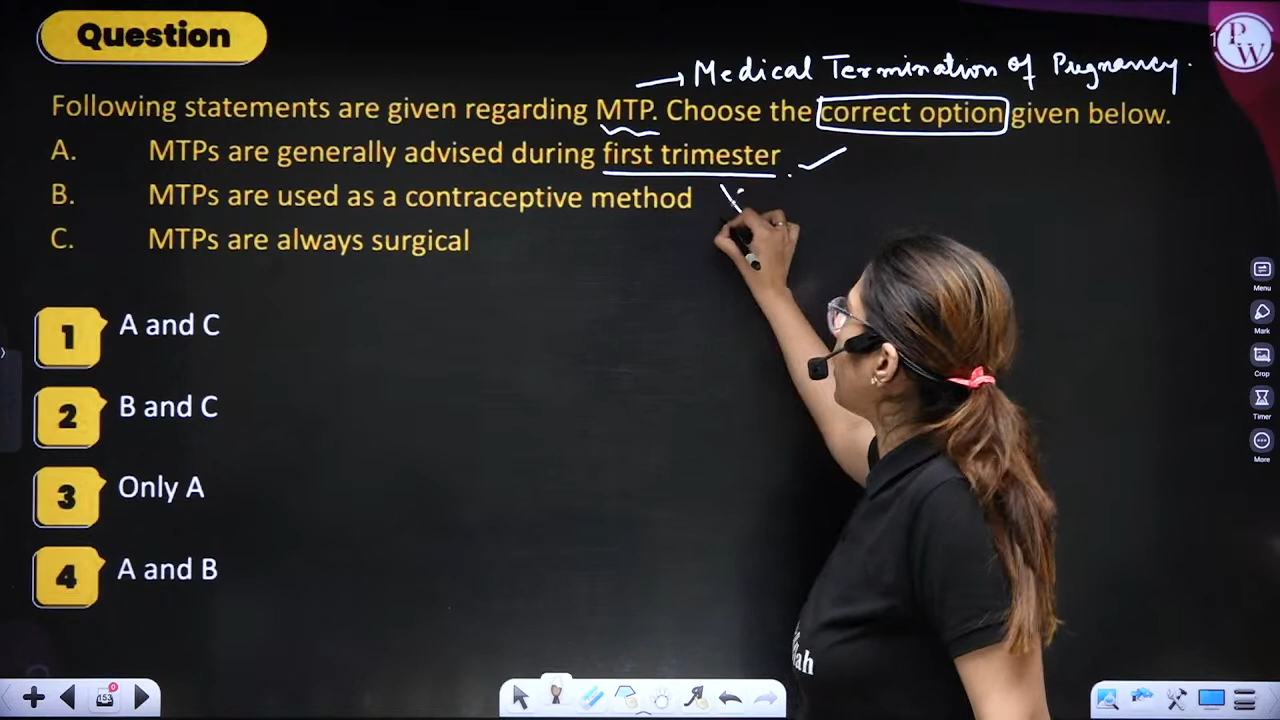 Question
PW
→ Medical Termination of Pregnancy.
Following statements are given regarding MTP. Choose the correct option given below.
A. MTPs are generally advised during first trimester
B. MTPs are used as a contraceptive method
C. MTPs are always surgical
1 A and C
2 B and C
3 Only A
4 A and B
Menu
Mark
Crop
Timer
More
153